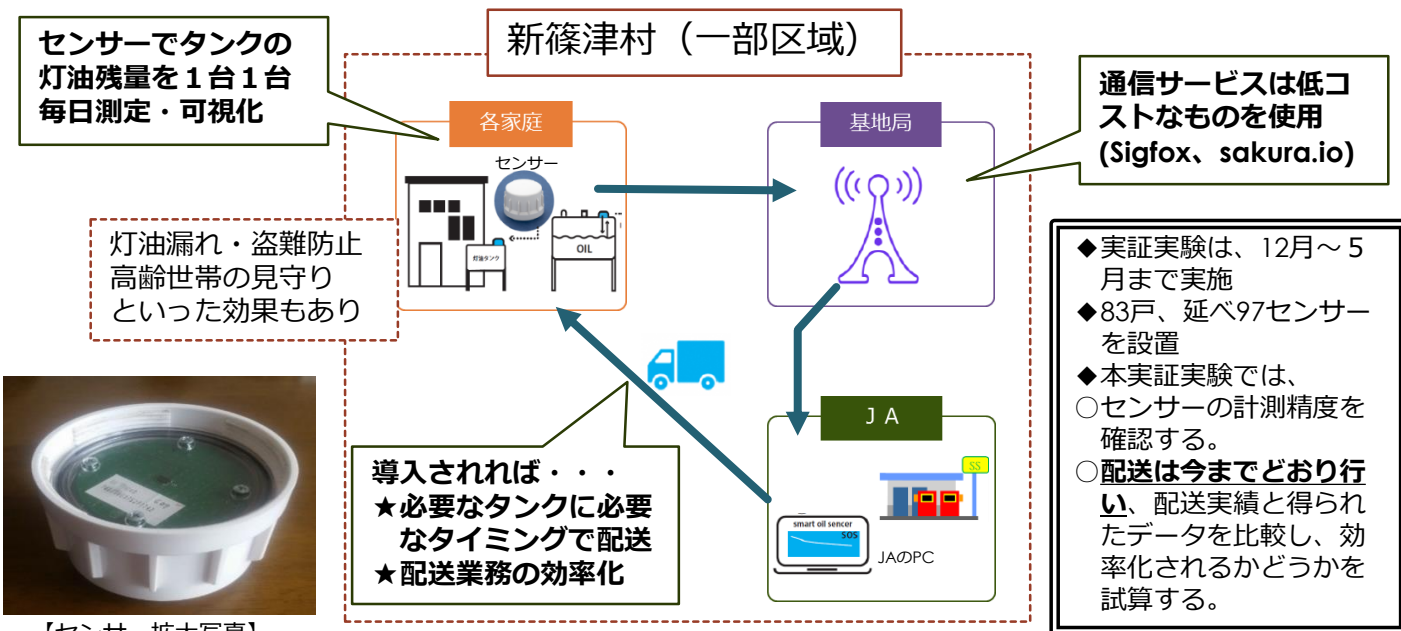 新篠津村（一部区域）
センサーでタンクの
灯油残量を１台１台
毎日測定・可視化
各家庭
センサー
灯油タンク
OIL
基地局
通信サービスは低コ
ストなものを使用
(Sigfox、sakura.io)
灯油漏れ・盗難防止
高齢世帯の見守り
といった効果もあり
ＪＡ
SS
smart oil sencer
SOS
JAのPC
導入されれば・・・
★必要なタンクに必要
なタイミングで配送
★配送業務の効率化
◆実証実験は、12月～５
月まで実施
◆83戸、延べ97センサー
を設置
◆本実証実験では、
○センサーの計測精度を
確認する。
○配送は今までどおり行
い、配送実績と得られ
たデータを比較し、効
率化されるかどうかを
試算する。
【センサー拡大写真】